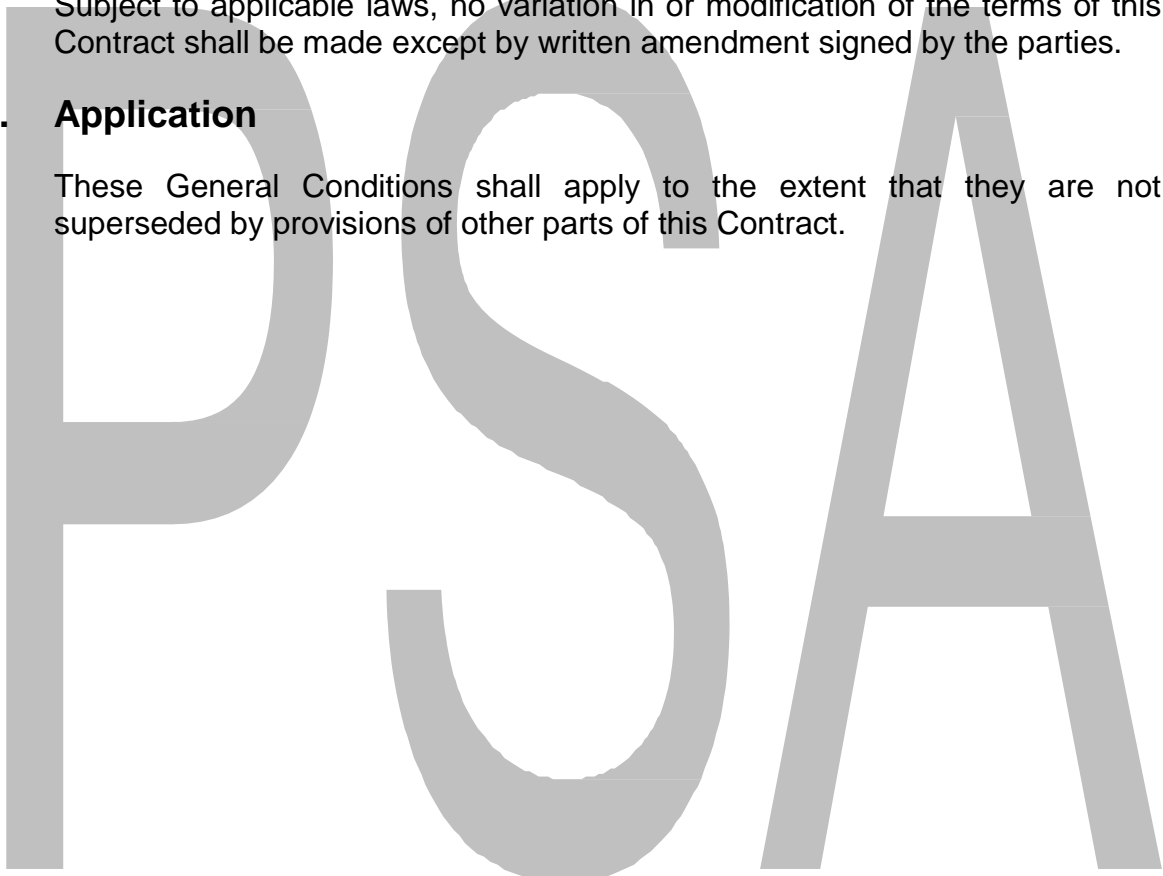 Subject to applicable laws, no variation in or modification of the terms of this
Contract shall be made except by written amendment signed by the parties.
. Application
These General Conditions shall apply to the extent that they are not
superseded by provisions of other parts of this Contract.
PSA